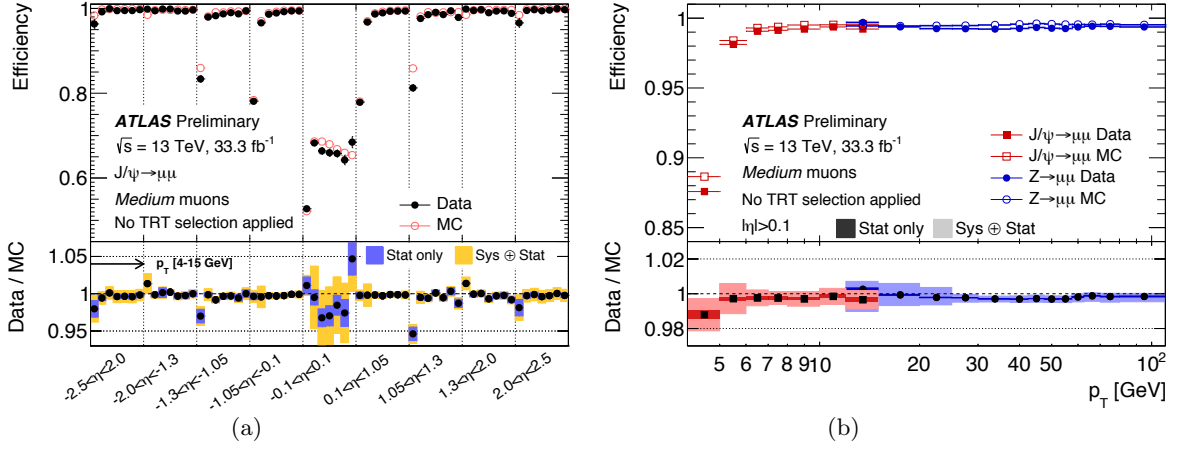 Efficiency
1
0.8
0.6
ATLAS Preliminary
√s = 13 TeV, 33.3 fb-1
J/ψ→μμ
Medium muons
No TRT selection applied
Data
MC
Data / MC
1.05
1
0.95
p_T [4-15 GeV]
Stat only
Sys ⊕ Stat
-2.5<η<2.0
-2.0<η<-1.3
-1.3<η<-1.05
-1.05<η<-0.1
-0.1<η<0.1
0.1<η<1.05
1.05<η<1.3
1.3<η<2.0
2.0<η<2.5
(a)
Efficiency
1
0.95
0.9
0.85
ATLAS Preliminary
√s = 13 TeV, 33.3 fb-1
Medium muons
No TRT selection applied
|η|>0.1
Stat only
Sys ⊕ Stat
J/ψ→μμ Data
J/ψ→μμ MC
Z→μμ Data
Z→μμ MC
Data / MC
1.02
1
0.98
5 6 7 8 9 10 20 30 40 50 10²
p_T [GeV]
(b)